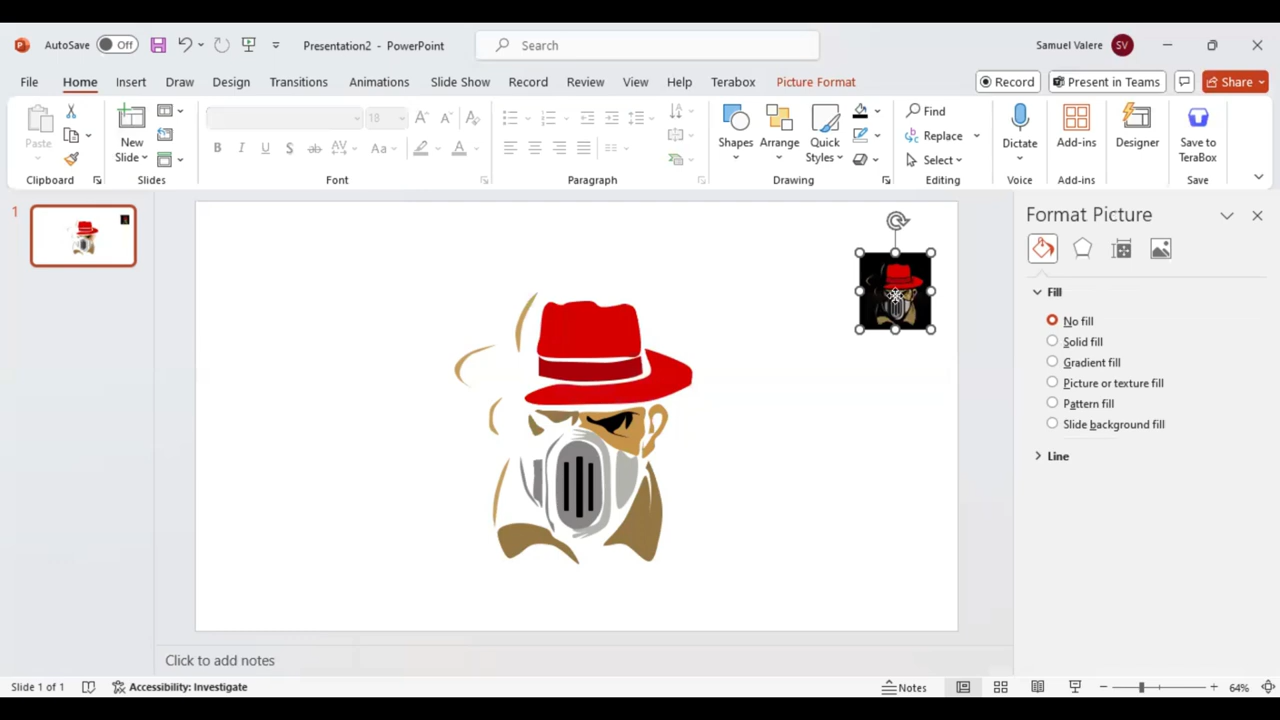 AutoSave Off Presentation2 - PowerPoint Search Samuel Valere SV
File Home Insert Draw Design Transitions Animations Slide Show Record Review View Help Terabox Picture Format Record Present in Teams Share
Paste
Clipboard
New
Slide
Slides
18
Font
Paragraph
Shapes
Arrange
Quick
Styles
Drawing
Find
Replace
Select
Editing
Dictate
Voice
Add-ins
Add-ins
Designer
Save to
TeraBox
Save
1
Format Picture
Fill
No fill
Solid fill
Gradient fill
Picture or texture fill
Pattern fill
Slide background fill
Line
Click to add notes
Slide 1 of 1 Accessibility: Investigate Notes 64%